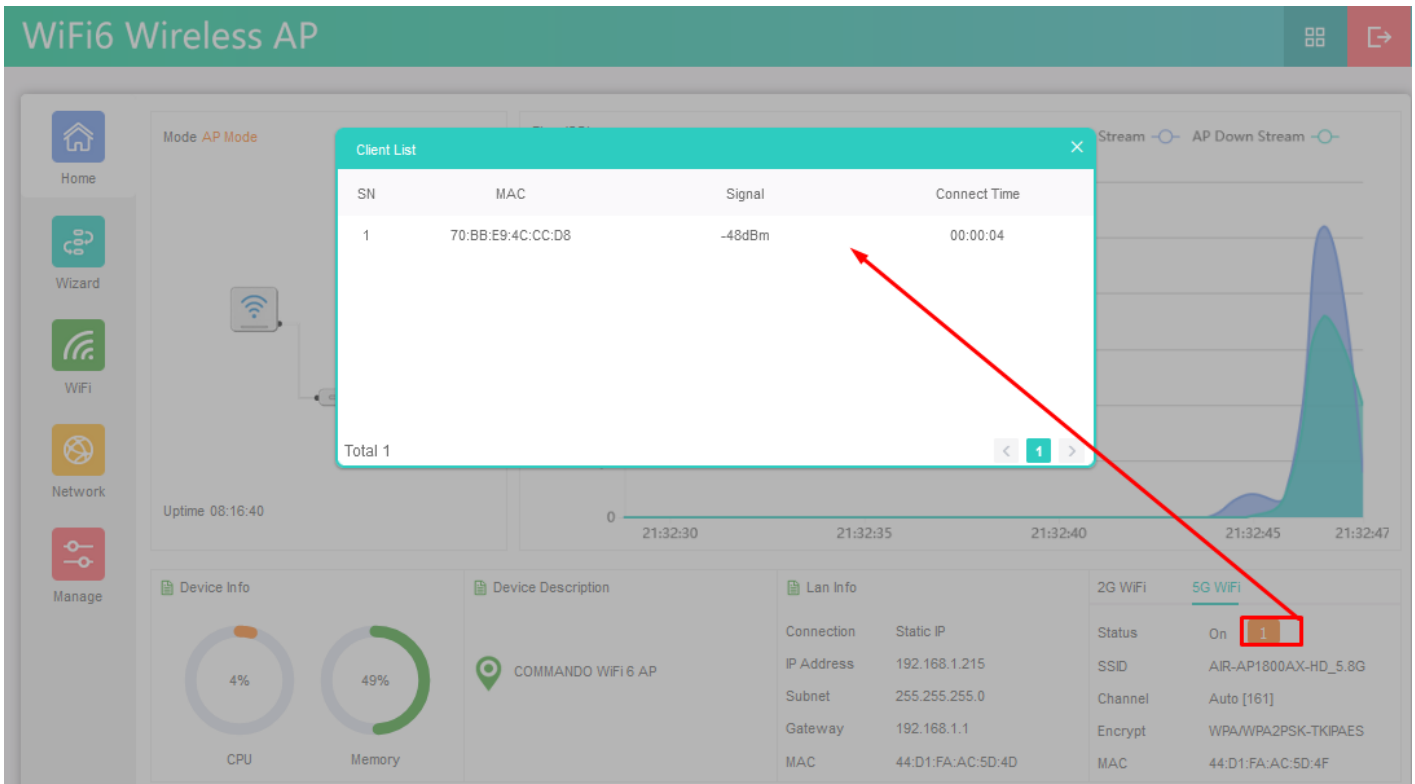 WiFi6 Wireless AP
Home
Wizard
WiFi
Network
Manage
Mode AP Mode
Uptime 08:16:40
Stream AP Down Stream
Client List
SN MAC Signal Connect Time
1 70:BB:E9:4C:CC:D8 -48dBm 00:00:04
Total 1
1
0
21:32:30 21:32:35 21:32:40 21:32:45 21:32:47
Device Info
4% 49%
CPU Memory
Device Description
COMMANDO WiFi 6 AP
Lan Info
Connection Static IP
IP Address 192.168.1.215
Subnet 255.255.255.0
Gateway 192.168.1.1
MAC 44:D1:FA:AC:5D:4D
2G WiFi 5G WiFi
Status On 1
SSID AIR-AP1800AX-HD_5.8G
Channel Auto [161]
Encrypt WPA/WPA2PSK-TKIPAES
MAC 44:D1:FA:AC:5D:4F